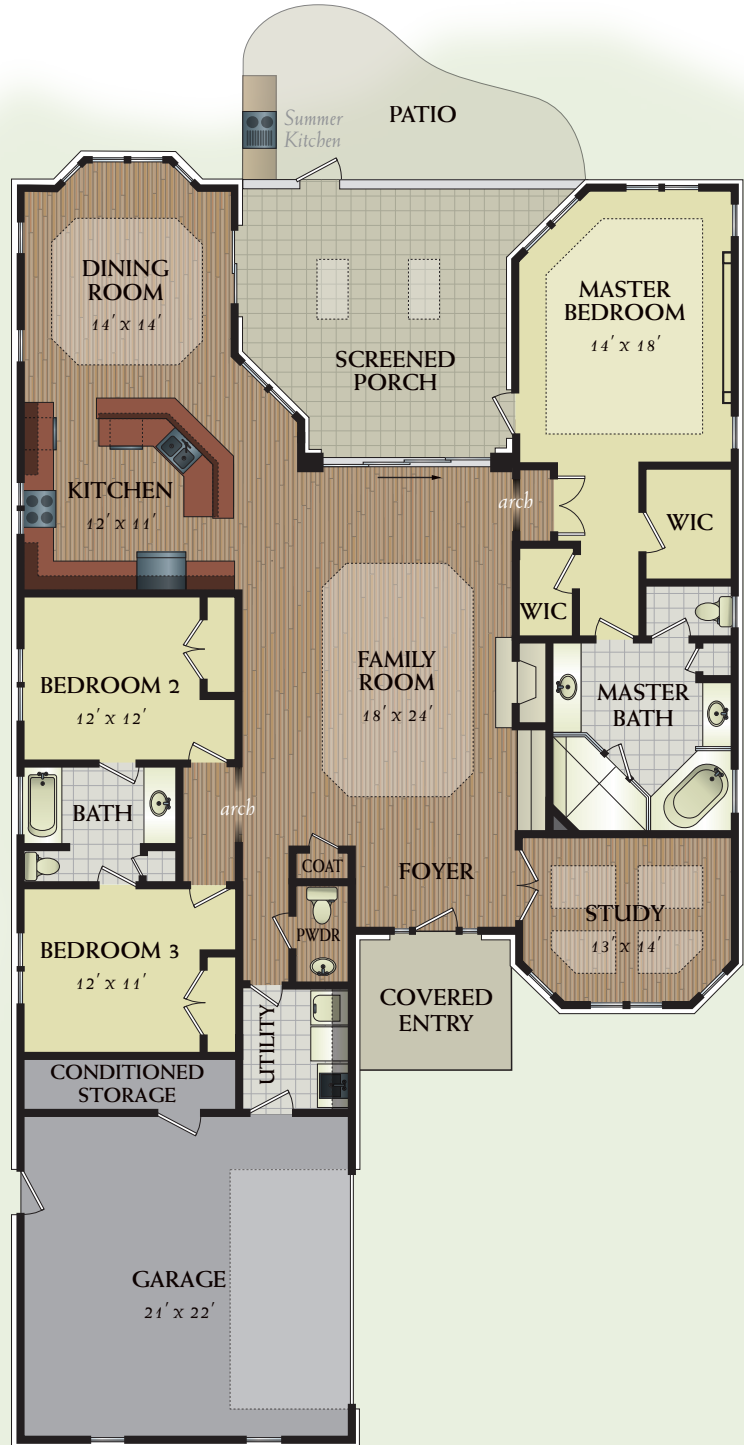 Summer
Kitchen
PATIO
DINING
ROOM
14' x 14'
MASTER
BEDROOM
14' x 18'
SCREENED
PORCH
KITCHEN
12' x 11'
arch
WIC
WIC
FAMILY
ROOM
18' x 24'
BEDROOM 2
12' x 12'
MASTER
BATH
BATH
arch
COAT
FOYER
PWDR
STUDY
13' x 14'
BEDROOM 3
12' x 11'
COVERED
ENTRY
UTILITY
CONDITIONED
STORAGE
GARAGE
21' x 22'